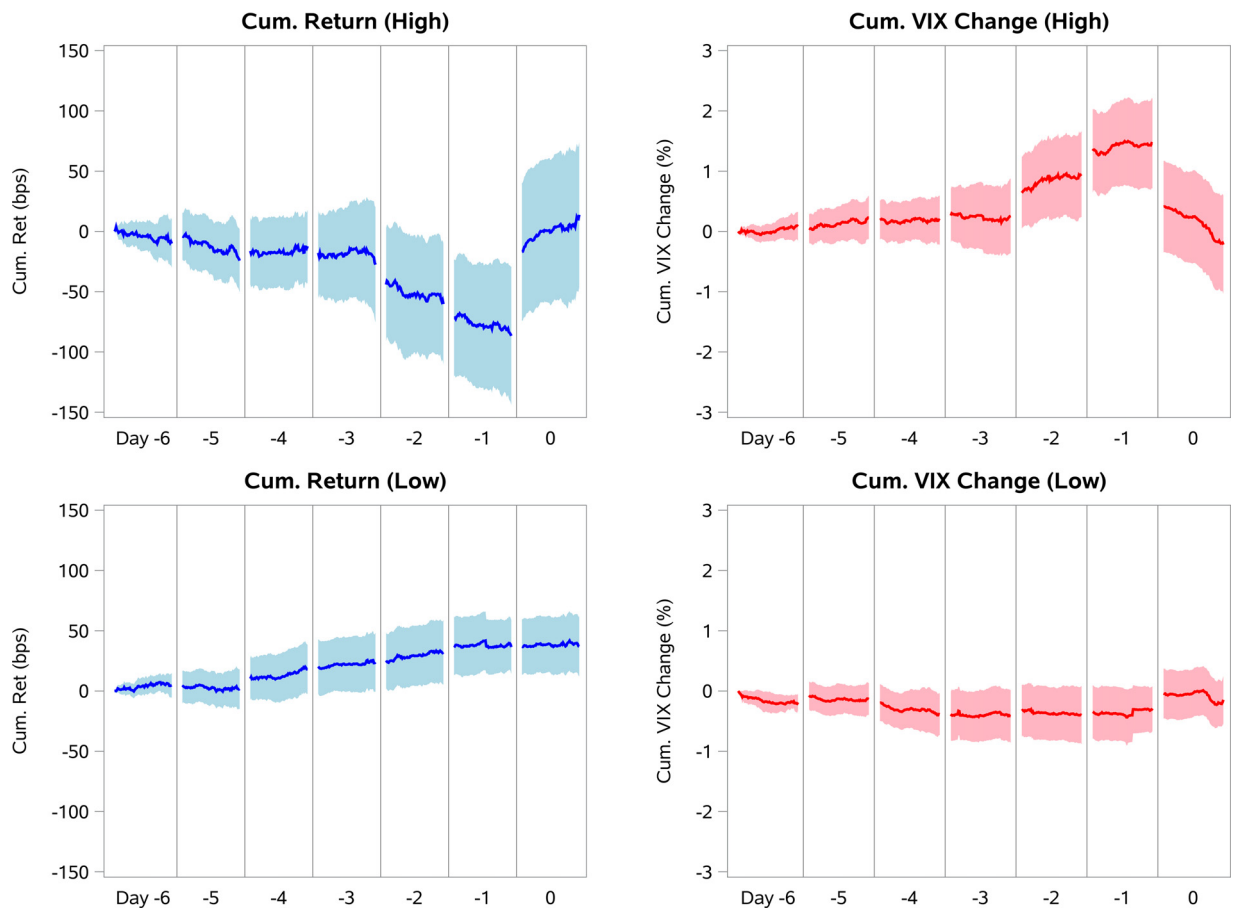 Cum. Return (High)
150
100
50
0
-50
-100
-150
Cum. Ret (bps)
Day -6 -5 -4 -3 -2 -1 0
Cum. VIX Change (High)
3
2
1
0
-1
-2
-3
Cum. VIX Change (%)
Day -6 -5 -4 -3 -2 -1 0
Cum. Return (Low)
150
100
50
0
-50
-100
-150
Cum. Ret (bps)
Day -6 -5 -4 -3 -2 -1 0
Cum. VIX Change (Low)
3
2
1
0
-1
-2
-3
Cum. VIX Change (%)
Day -6 -5 -4 -3 -2 -1 0